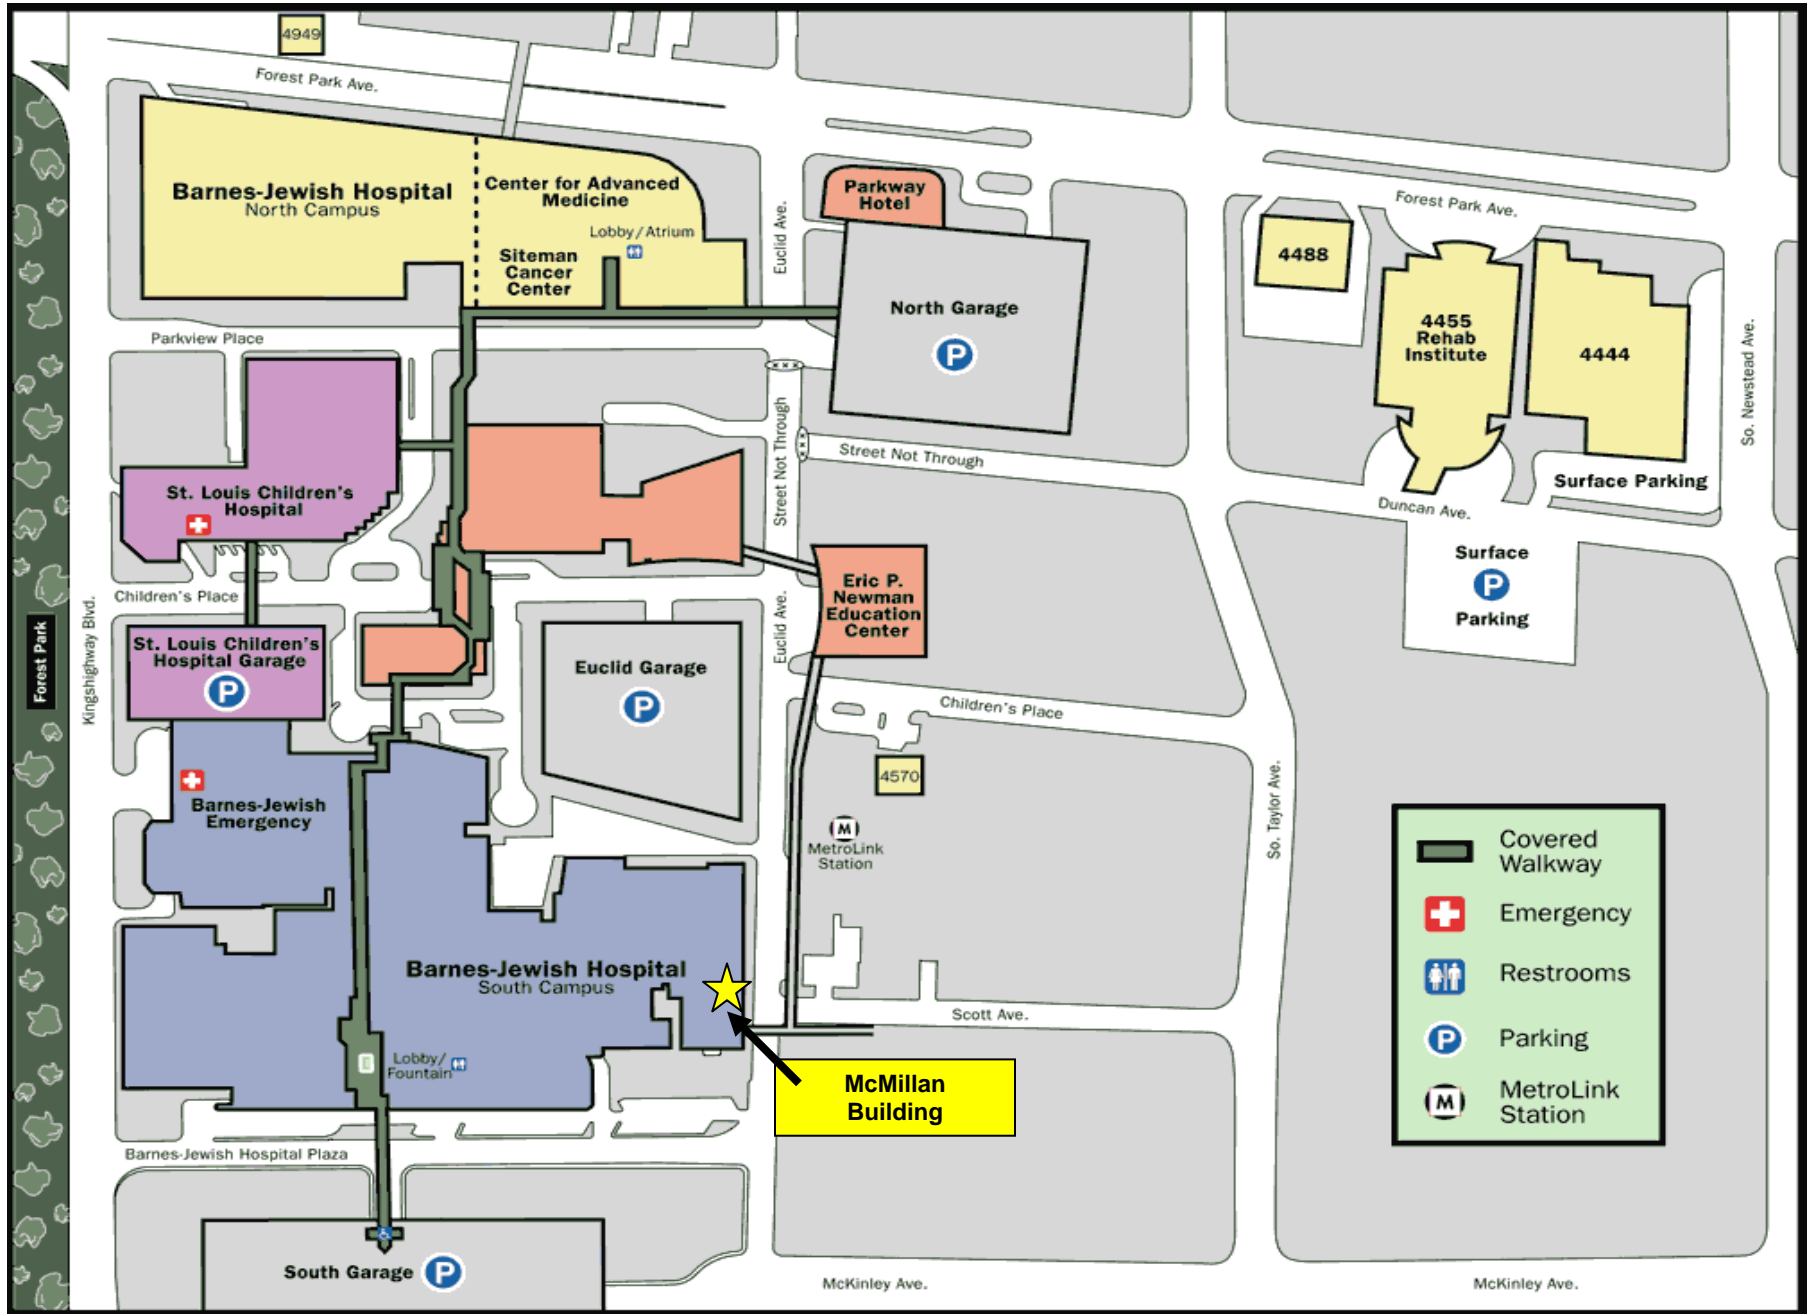 4949
Forest Park Ave.
Barnes-Jewish Hospital
North Campus
Center for Advanced
Medicine
Lobby/Atrium
Siteman
Cancer
Center
Euclid Ave.
Parkway
Hotel
North Garage
P
Forest Park Ave.
4488
4455
Rehab
Institute
4444
So. Newstead Ave.
Parkview Place
Street Not Through
Street Not Through
Surface Parking
Duncan Ave.
Surface
P
Parking
St. Louis Children's
Hospital
Children's Place
Kingshighway Blvd.
Forest Park
St. Louis Children's
Hospital Garage
P
Eric P.
Newman
Education
Center
Euclid Ave.
Euclid Garage
P
Children's Place
4570
M
MetroLink
Station
So. Taylor Ave.
Barnes-Jewish
Emergency
Barnes-Jewish Hospital
South Campus
Scott Ave.
Lobby/
Fountain
McMillan
Building
Barnes-Jewish Hospital Plaza
South Garage P
McKinley Ave.
McKinley Ave.
Covered
Walkway
Emergency
Restrooms
P Parking
M MetroLink
Station